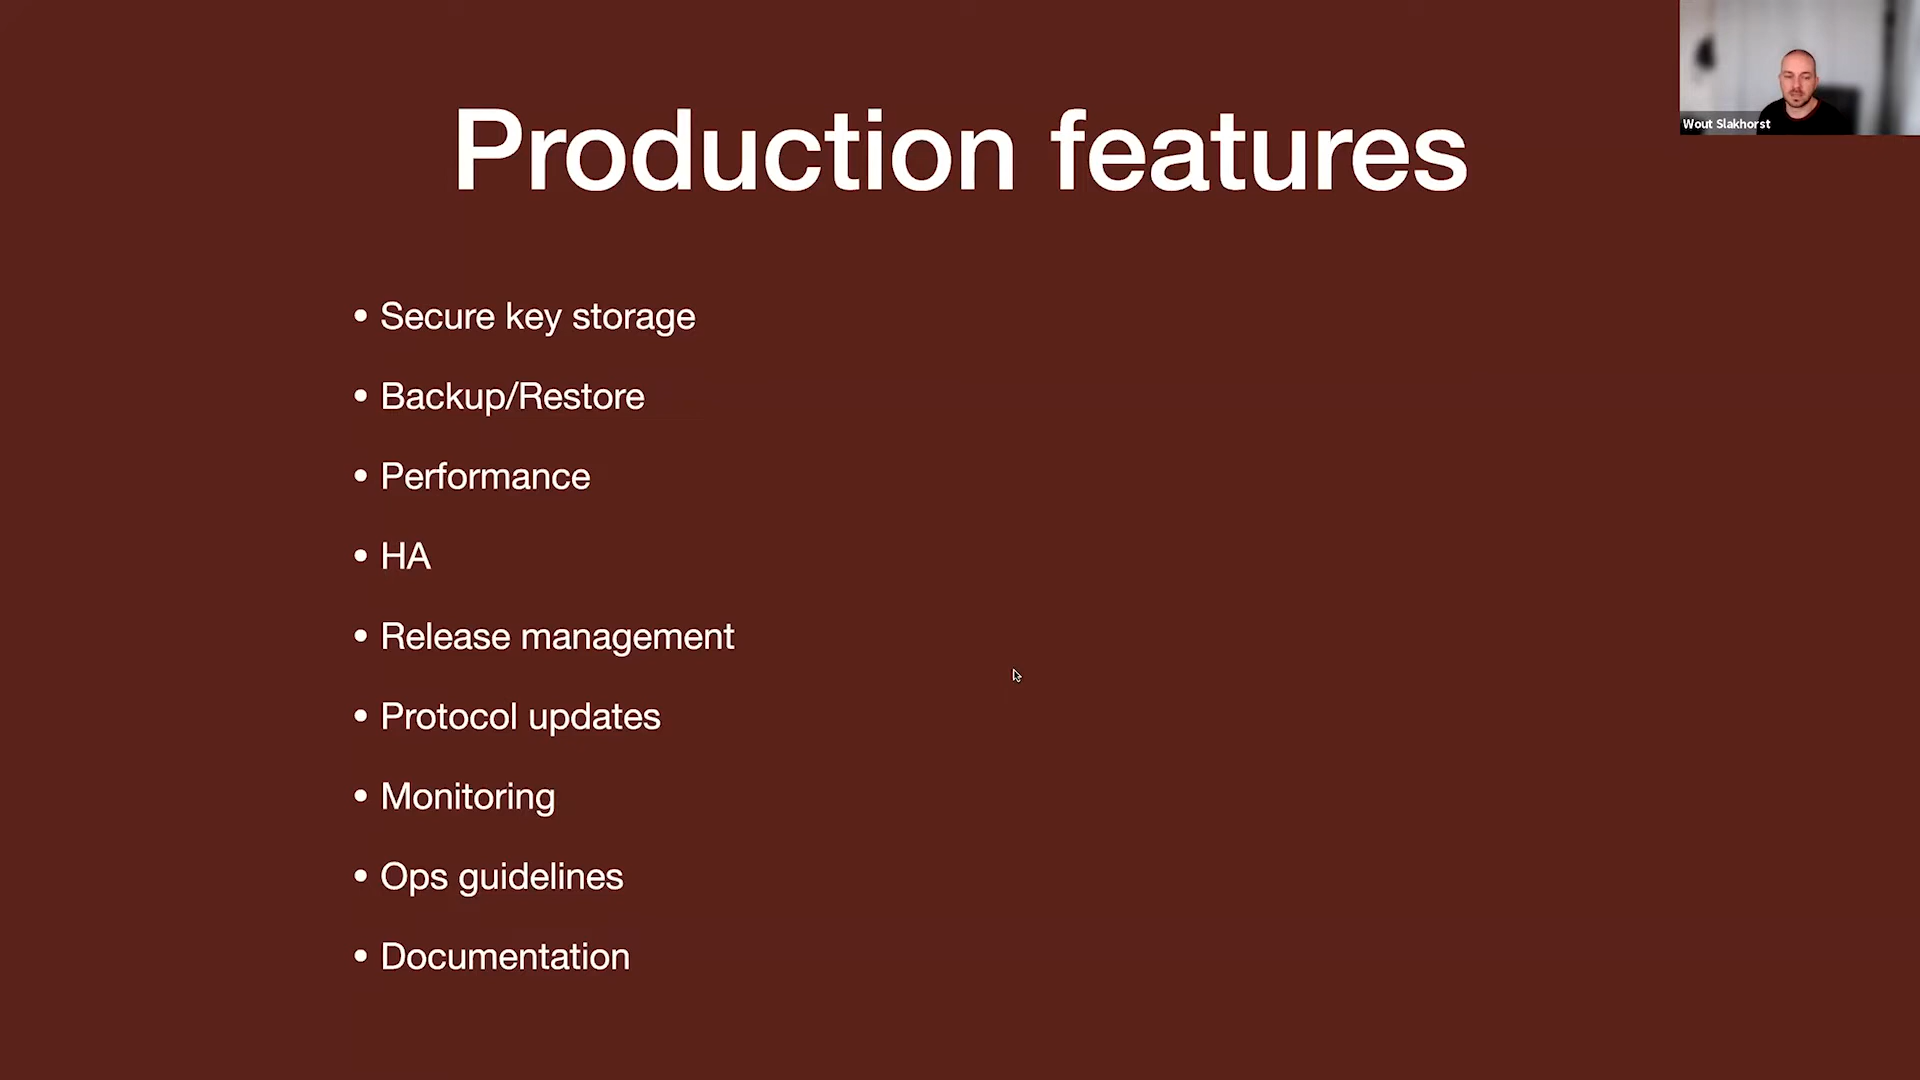 Production features
Wout Slakhorst
• Secure key storage
• Backup/Restore
• Performance
• HA
• Release management
• Protocol updates
• Monitoring
• Ops guidelines
• Documentation